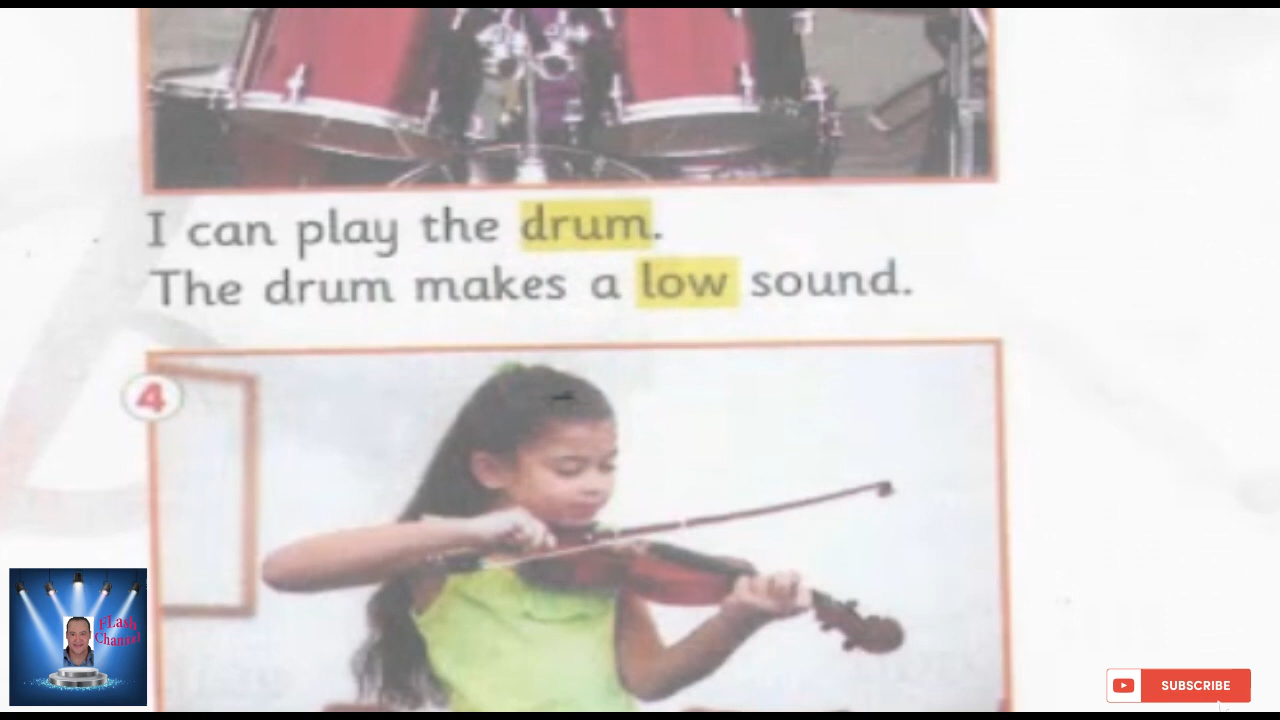 I can play the drum.
The drum makes a low sound.
4
FLash
Channel
SUBSCRIBE